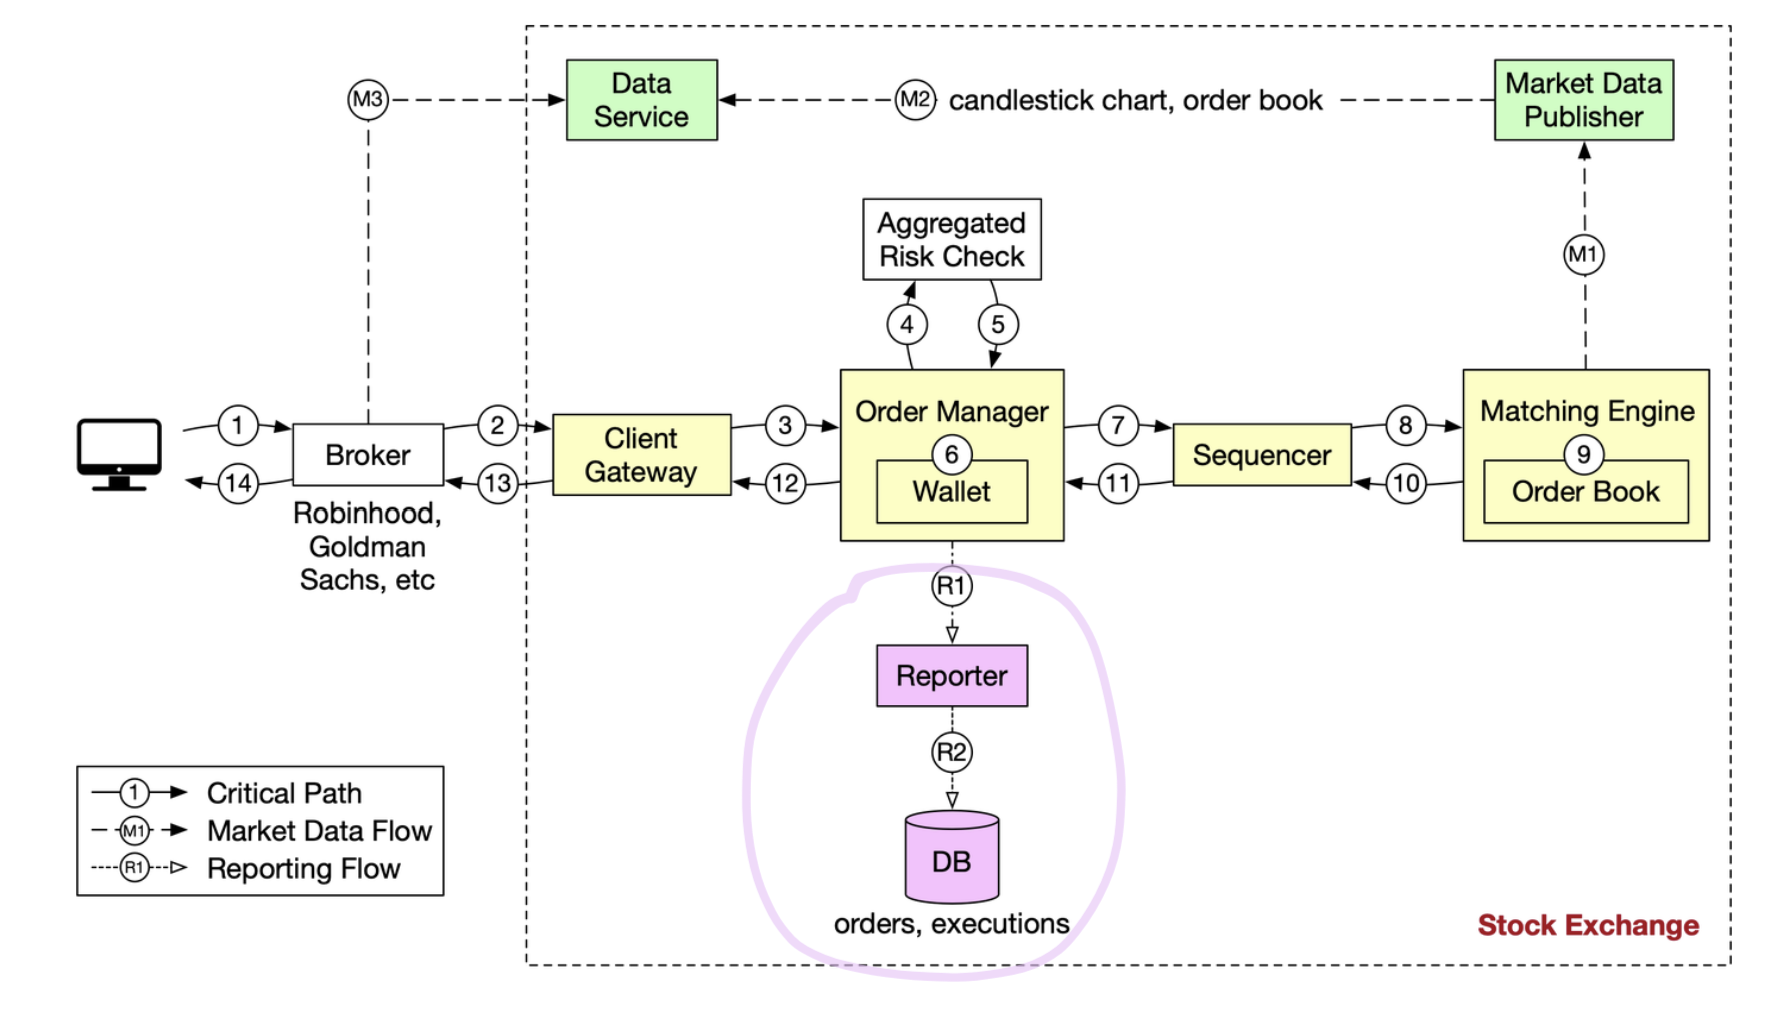 M3
Data
Service
M2
candlestick chart, order book
Market Data
Publisher
M1
Aggregated
Risk Check
4
5
1
14
Broker
Robinhood,
Goldman
Sachs, etc
2
13
Client
Gateway
3
12
Order Manager
6
Wallet
7
11
Sequencer
8
10
Matching Engine
9
Order Book
R1
Reporter
R2
DB
orders, executions
1 Critical Path
M1 Market Data Flow
R1 Reporting Flow
Stock Exchange